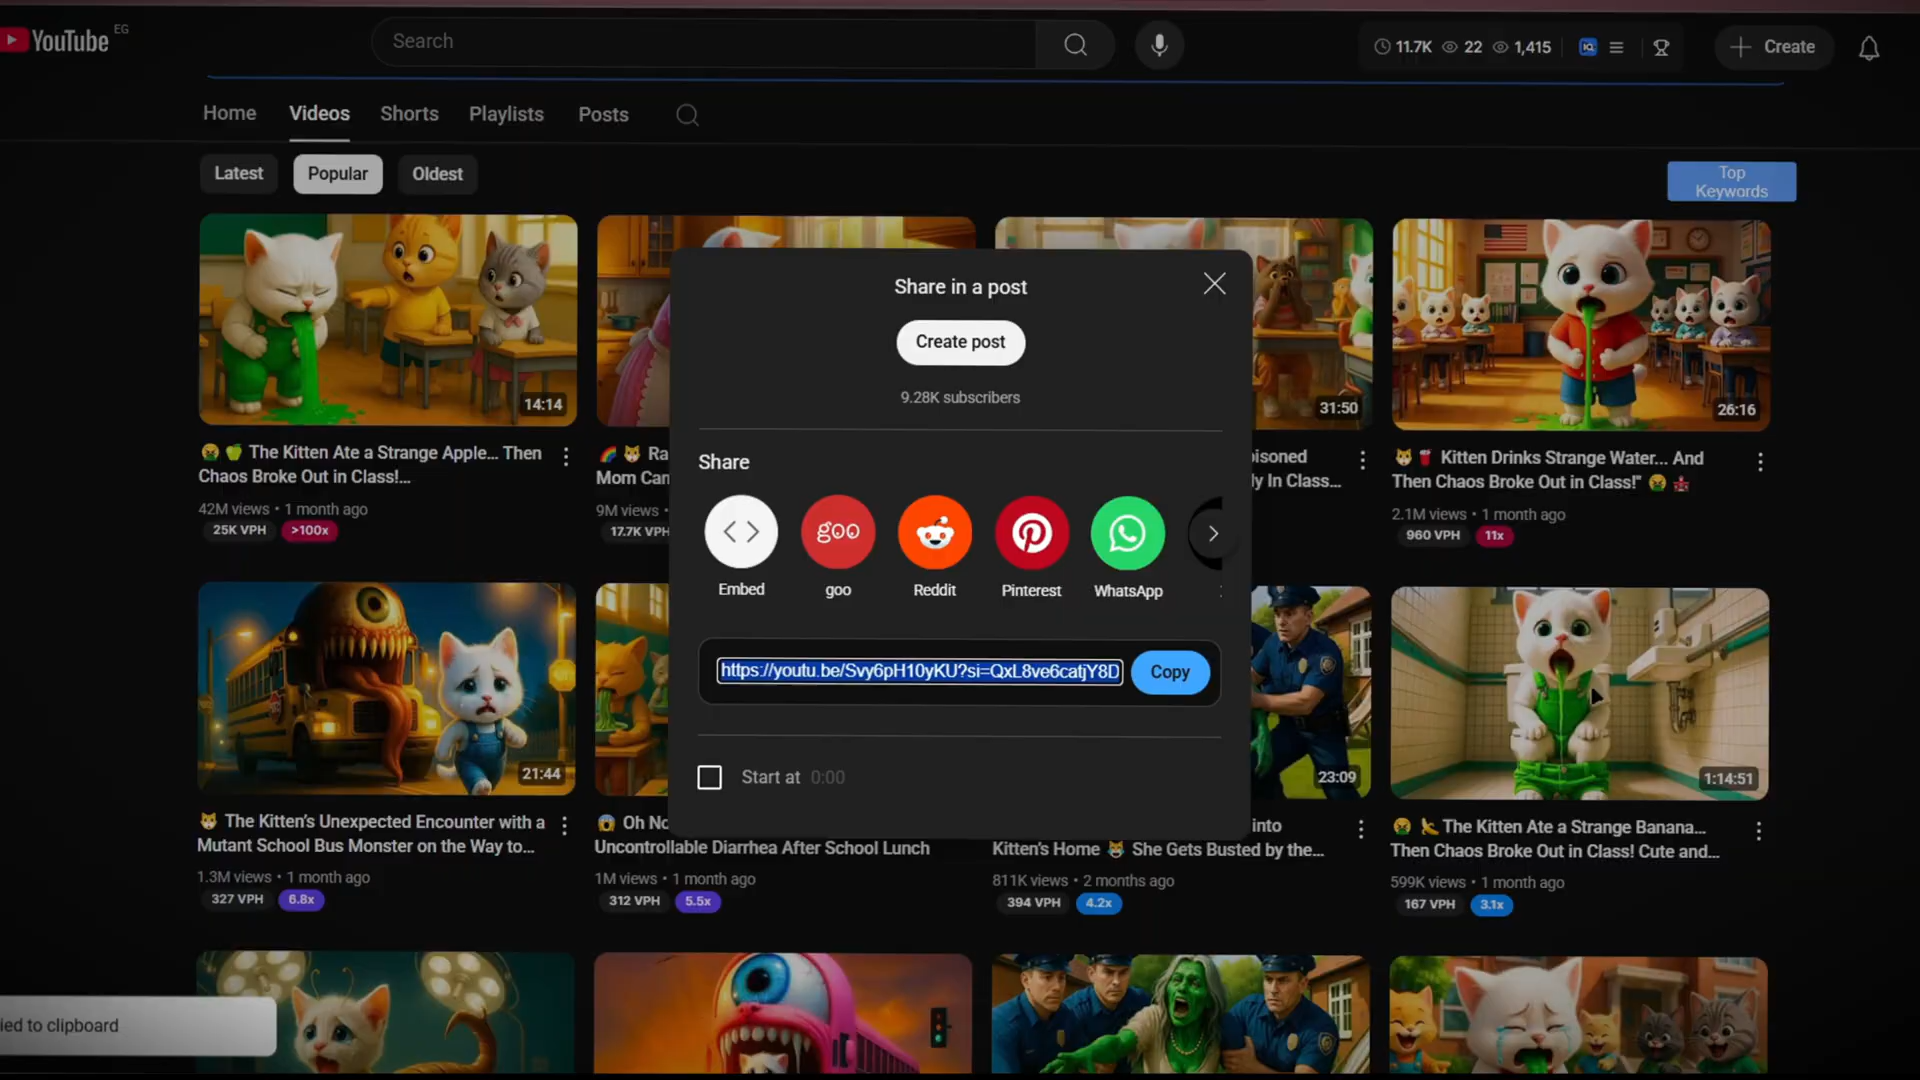 YouTube EG
Search
11.7K 22 1,415
Create
Home Videos Shorts Playlists Posts
Latest Popular Oldest
Top
Keywords
14:14
31:50
26:16
The Kitten Ate a Strange Apple... Then
Chaos Broke Out in Class!...
42M views • 1 month ago
25K VPH >100x
Ra
Mom Can
9M views •
17.7K VPH
oisoned
ly In Class...
Kitten Drinks Strange Water... And
Then Chaos Broke Out in Class!"
2.1M views • 1 month ago
960 VPH 11x
Share in a post
Create post
9.28K subscribers
Share
goo
Embed goo Reddit Pinterest WhatsApp
https://youtu.be/Svy6pH10yKU?si=QxL8ve6catjY8D
Copy
Start at 0:00
21:44
23:09
1:14:51
The Kitten's Unexpected Encounter with a
Mutant School Bus Monster on the Way to...
1.3M views • 1 month ago
327 VPH 6.8x
Oh No
Uncontrollable Diarrhea After School Lunch
1M views • 1 month ago
312 VPH 5.5x
into
Kitten's Home She Gets Busted by the...
811K views • 2 months ago
394 VPH 4.2x
The Kitten Ate a Strange Banana...
Then Chaos Broke Out in Class! Cute and...
599K views • 1 month ago
167 VPH 3.1x
ied to clipboard